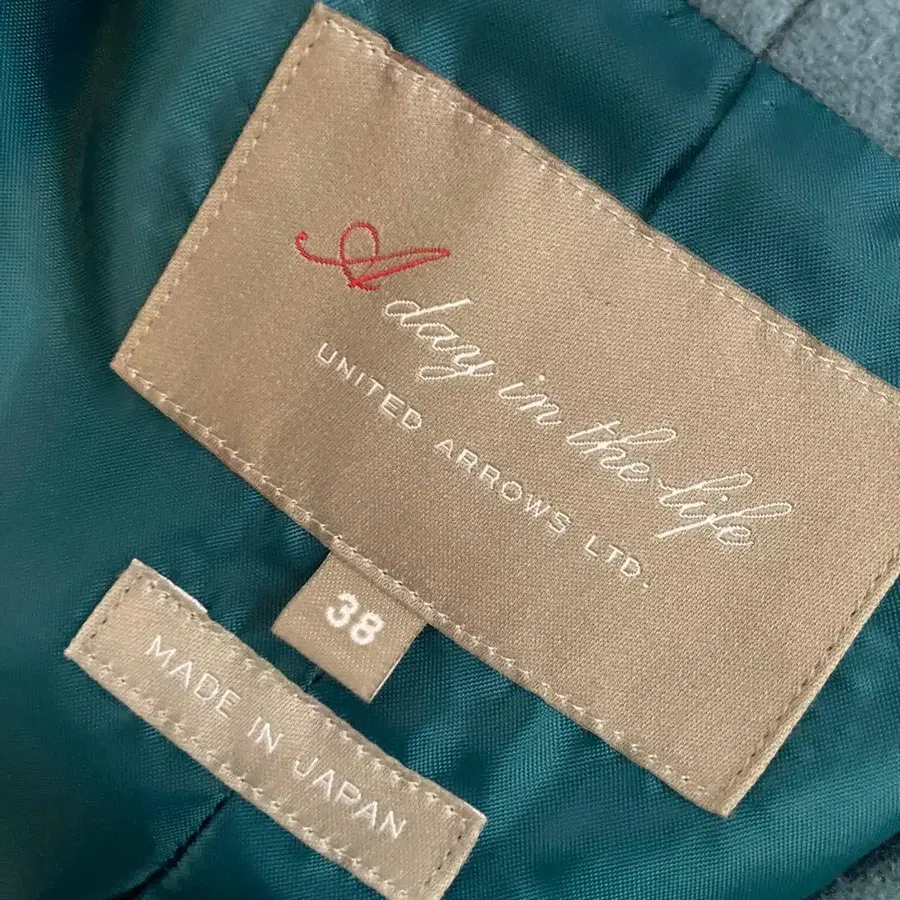 A day in the life
UNITED ARROWS LTD.
38
MADE IN JAPAN